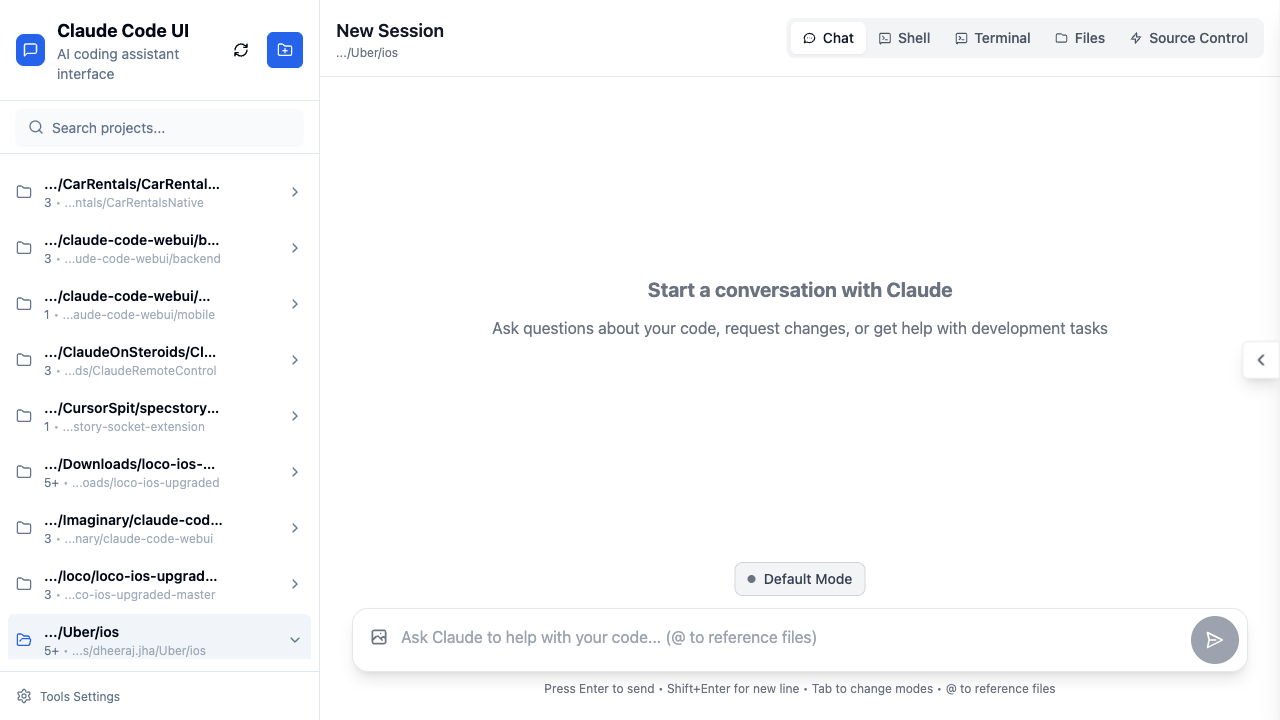 Claude Code UI
AI coding assistant
interface
Search projects...
.../CarRentals/CarRental...
3 • ...ntals/CarRentalsNative
.../claude-code-webui/b...
3 • ...ude-code-webui/backend
.../claude-code-webui/...
1 • ...aude-code-webui/mobile
.../ClaudeOnSteroids/Cl...
3 • ...ds/ClaudeRemoteControl
.../CursorSpit/specstory...
1 • ...story-socket-extension
.../Downloads/loco-ios-...
5+ • ...oads/loco-ios-upgraded
.../Imaginary/claude-cod...
3 • ...nary/claude-code-webui
.../loco/loco-ios-upgrad...
3 • ...co-ios-upgraded-master
.../Uber/ios
5+ • ...s/dheeraj.jha/Uber/ios
Tools Settings
New Session
.../Uber/ios
Chat
Shell
Terminal
Files
Source Control
Start a conversation with Claude
Ask questions about your code, request changes, or get help with development tasks
Default Mode
Ask Claude to help with your code... (@ to reference files)
Press Enter to send • Shift+Enter for new line • Tab to change modes • @ to reference files